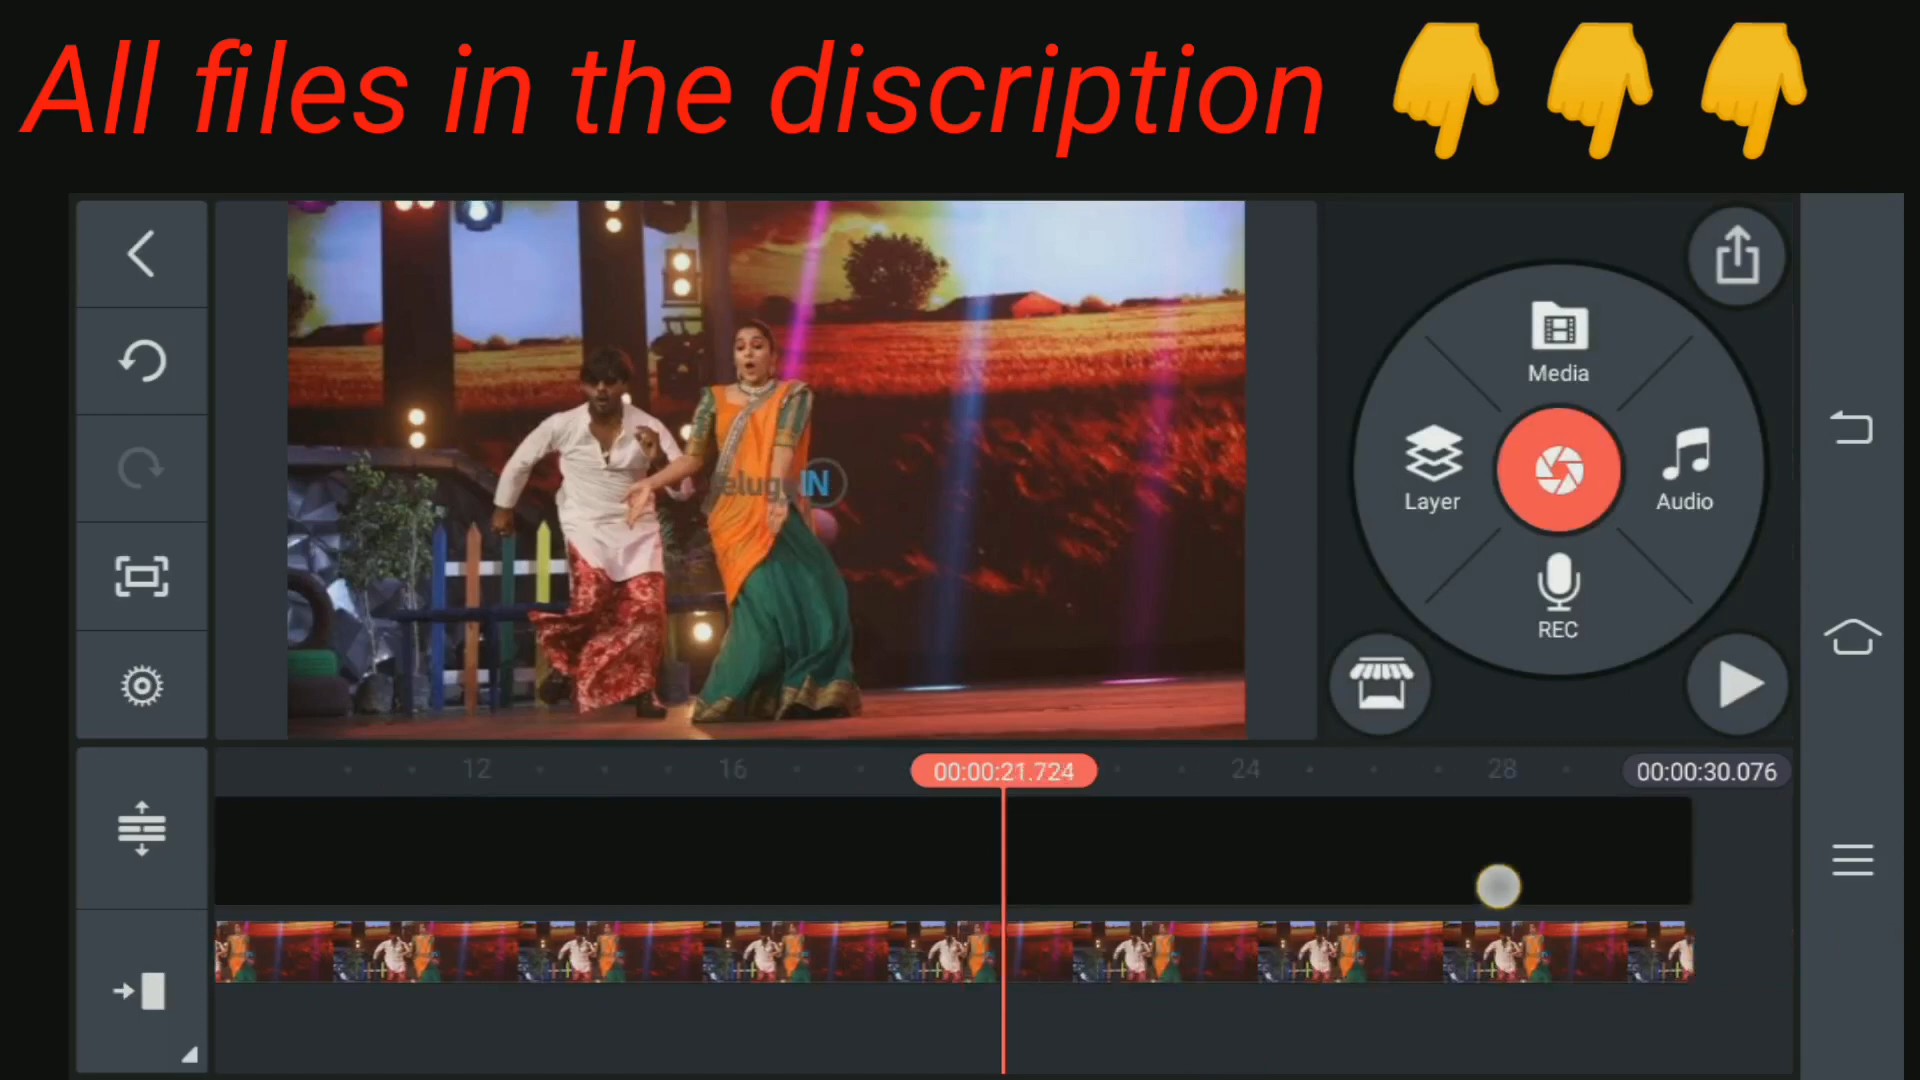 All files in the discription 👇👇👇
Media
Layer
Audio
REC
eluguIN
12
16
00:00:21.724
24
28
00:00:30.076